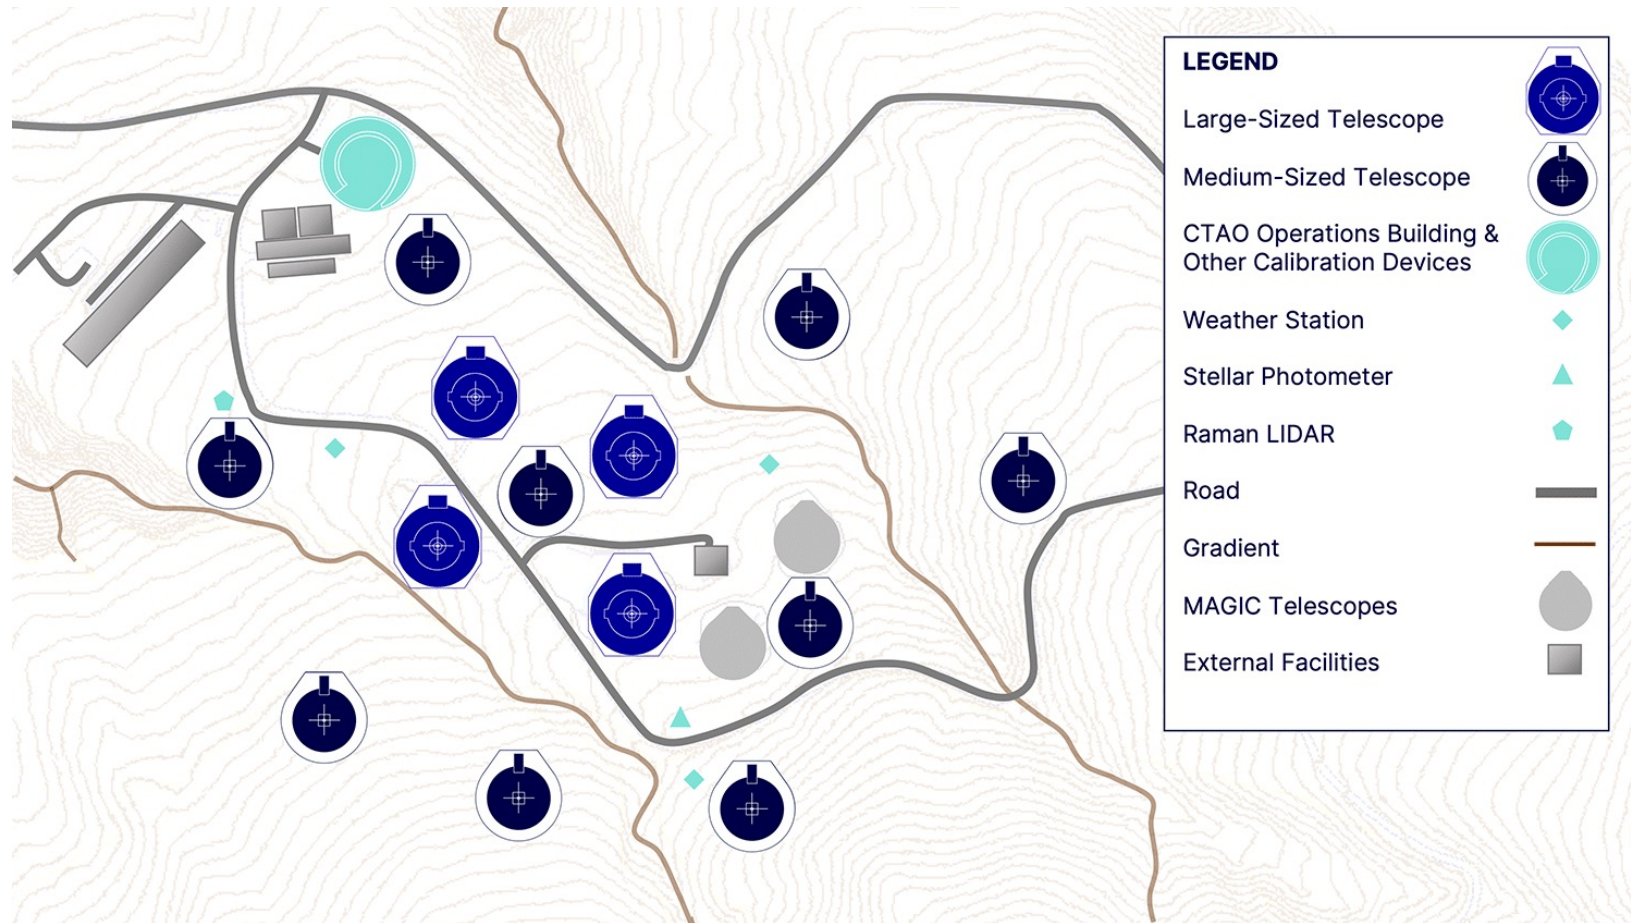 LEGEND
Large-Sized Telescope
Medium-Sized Telescope
CTAO Operations Building &
Other Calibration Devices
Weather Station
Stellar Photometer
Raman LIDAR
Road
Gradient
MAGIC Telescopes
External Facilities